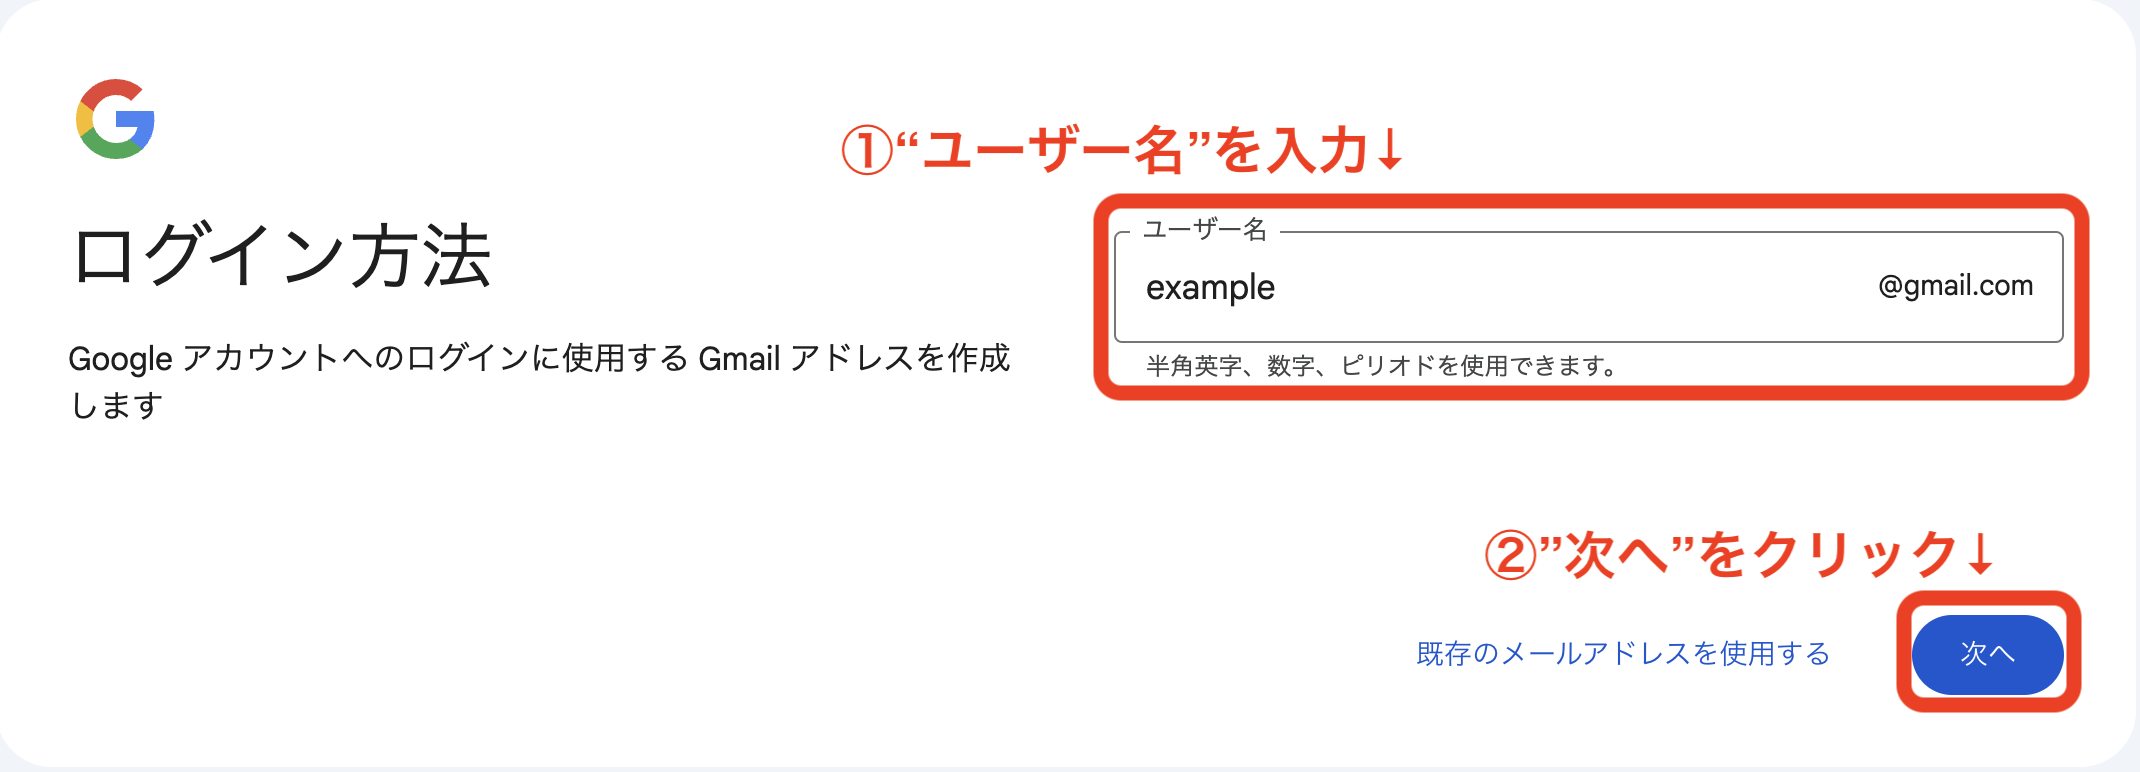 ログイン方法
Google アカウントへのログインに使用する Gmail アドレスを作成
します
①“ユーザー名”を入力↓
ユーザー名
example
@gmail.com
半角英字、数字、ピリオドを使用できます。
②”次へ”をクリック↓
既存のメールアドレスを使用する
次へ